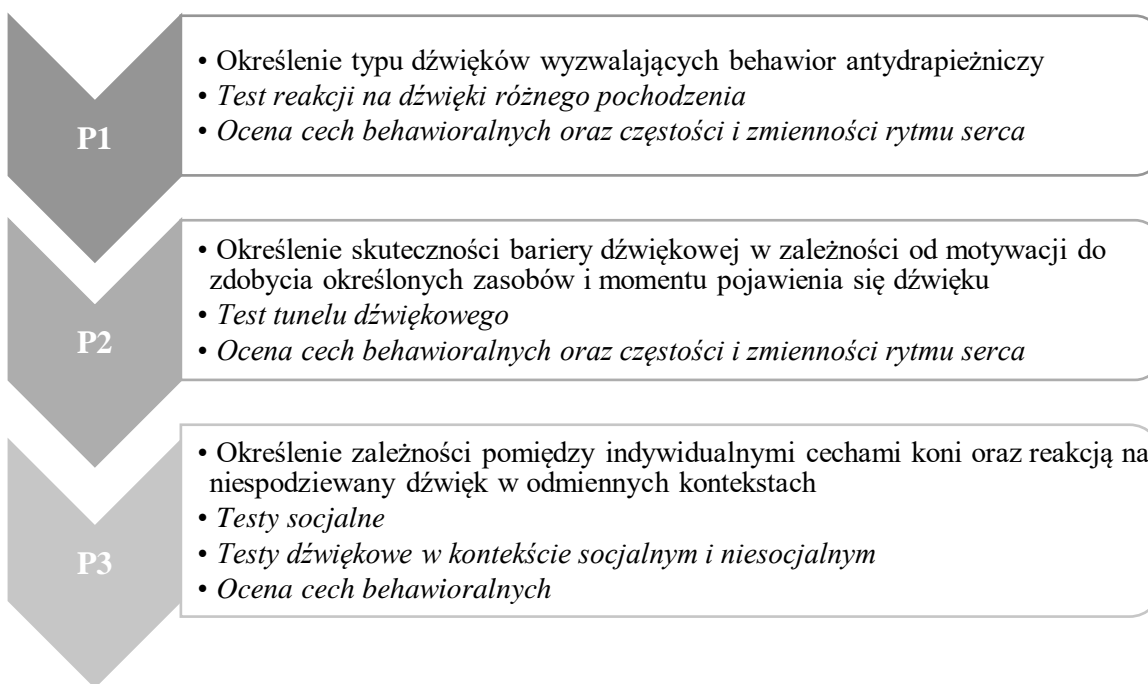 P1
• Określenie typu dźwięków wyzwalających behawior antydrapieżniczy
• Test reakcji na dźwięki różnego pochodzenia
• Ocena cech behawioralnych oraz częstości i zmienności rytmu serca
P2
• Określenie skuteczności bariery dźwiękowej w zależności od motywacji do
zdobycia określonych zasobów i momentu pojawienia się dźwięku
• Test tunelu dźwiękowego
• Ocena cech behawioralnych oraz częstości i zmienności rytmu serca
P3
• Określenie zależności pomiędzy indywidualnymi cechami koni oraz reakcją na
niespodziewany dźwięk w odmiennych kontekstach
• Testy socjalne
• Testy dźwiękowe w kontekście socjalnym i niesocjalnym
• Ocena cech behawioralnych